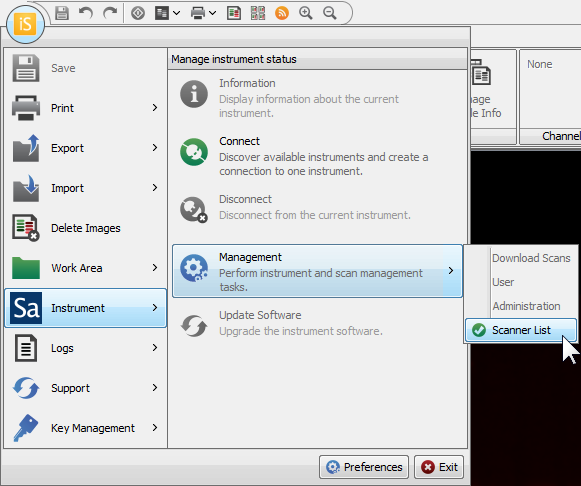 iS
Save
Print
Export
Import
Delete Images
Work Area
Sa
Instrument
Logs
Support
Key Management
Manage instrument status
Information
Display information about the current
instrument.
Connect
Discover available instruments and create a
connection to one instrument.
Disconnect
Disconnect from the current instrument.
Management
Perform instrument and scan management
tasks.
Update Software
Upgrade the instrument software.
Download Scans
User
Administration
Scanner List
Preferences
Exit
None
age
le Info
Channel